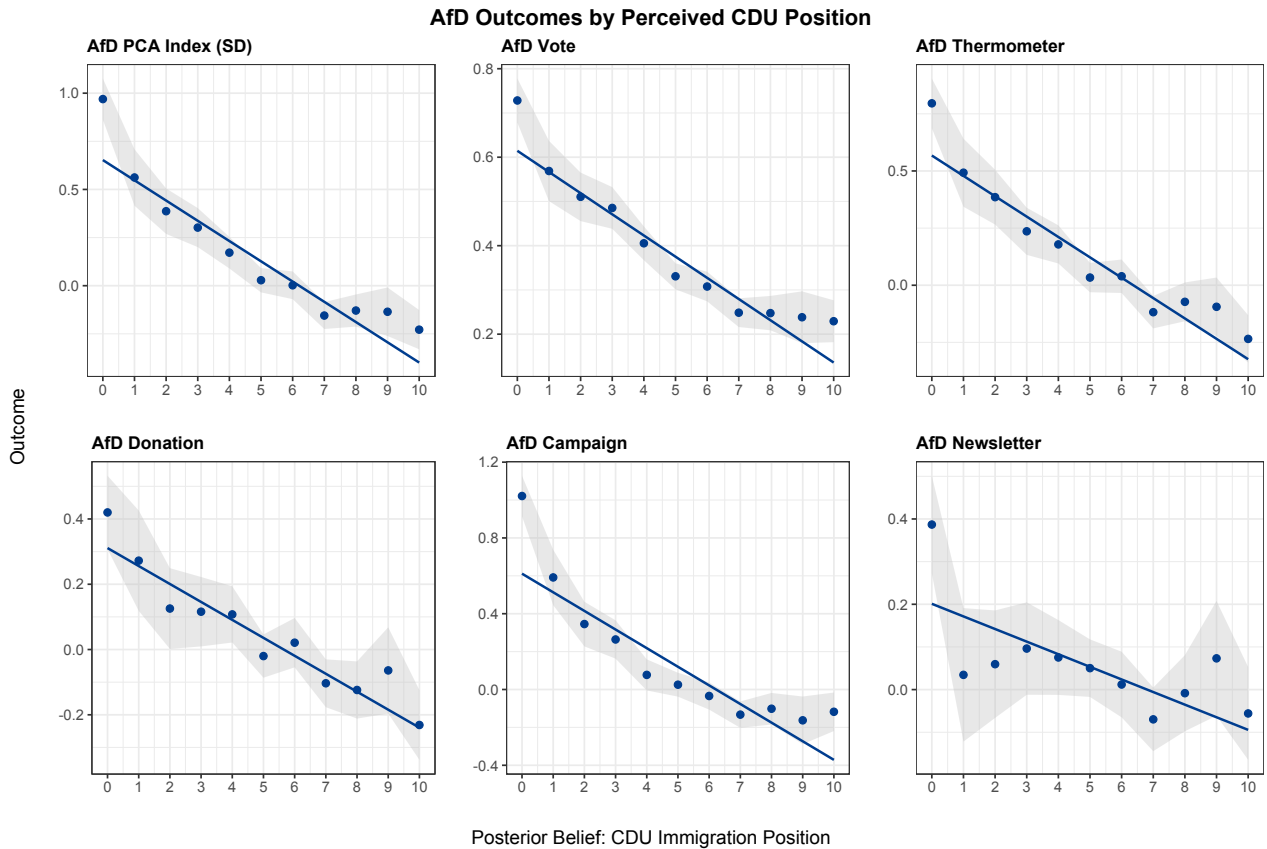 AfD Outcomes by Perceived CDU Position
AfD PCA Index (SD)
1.0
0.5
0.0
0 1 2 3 4 5 6 7 8 9 10
AfD Vote
0.8
0.6
0.4
0.2
0 1 2 3 4 5 6 7 8 9 10
AfD Thermometer
0.5
0.0
0 1 2 3 4 5 6 7 8 9 10
Outcome
AfD Donation
0.4
0.2
0.0
-0.2
0 1 2 3 4 5 6 7 8 9 10
AfD Campaign
1.2
0.8
0.4
0.0
-0.4
0 1 2 3 4 5 6 7 8 9 10
AfD Newsletter
0.4
0.2
0.0
0 1 2 3 4 5 6 7 8 9 10
Posterior Belief: CDU Immigration Position